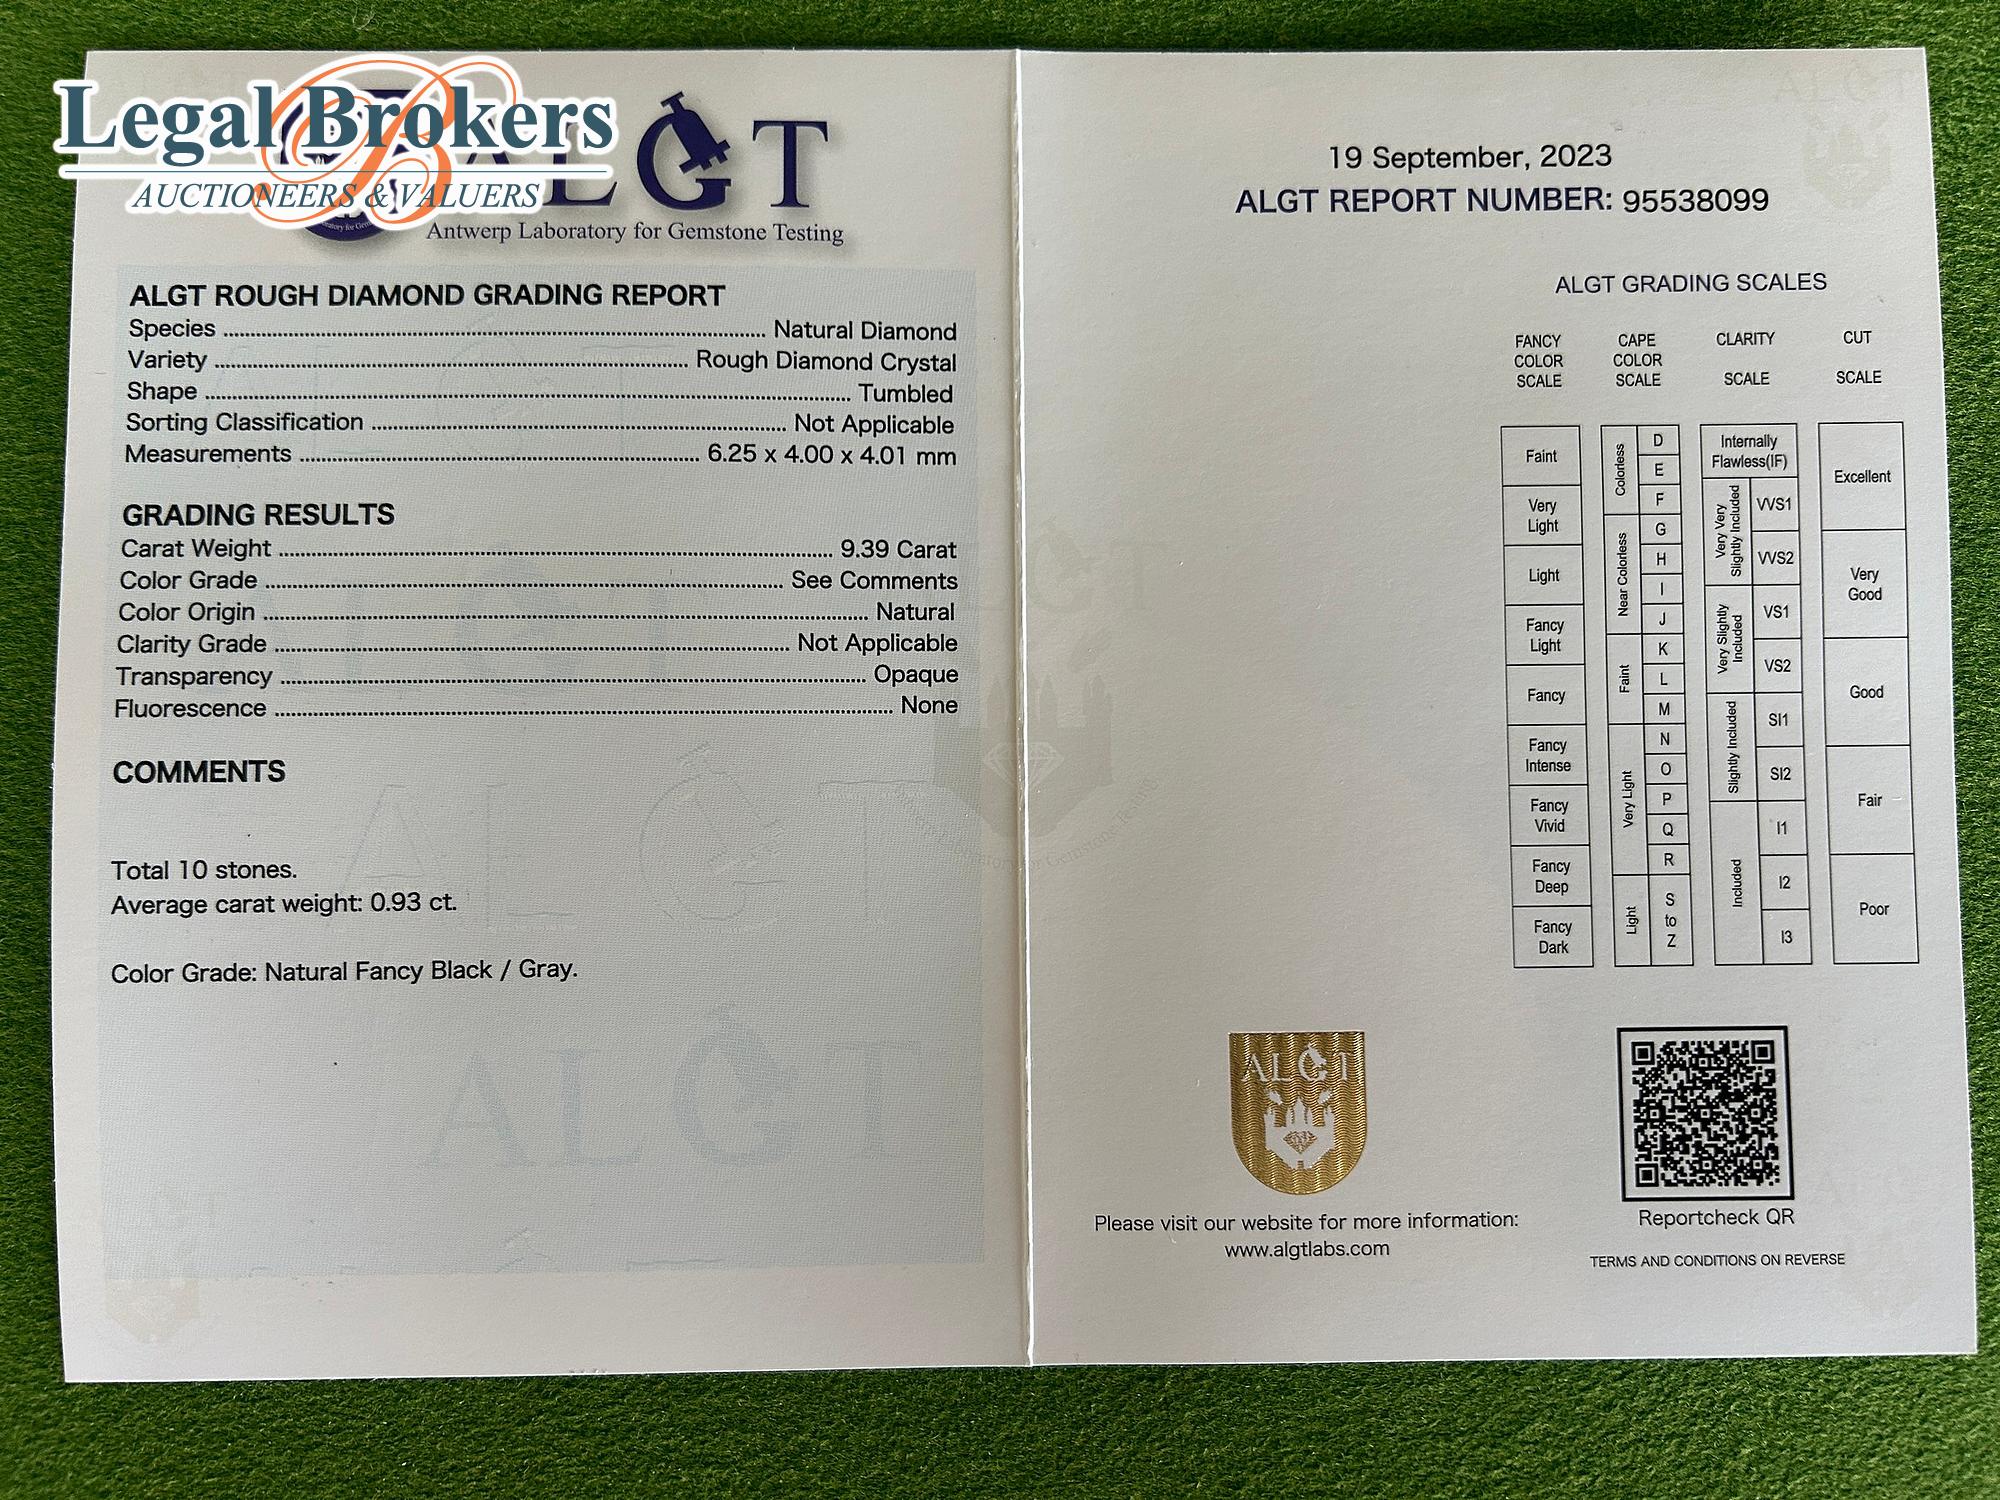 Legal Brokers
AUCTIONEERS & VALUERS
ALGT
Antwerp Laboratory for Gemstone Testing
ALGT ROUGH DIAMOND GRADING REPORT
Species ........ Natural Diamond
Variety ........ Rough Diamond Crystal
Shape ........ Tumbled
Sorting Classification ........ Not Applicable
Measurements ........ 6.25 x 4.00 x 4.01 mm
GRADING RESULTS
Carat Weight ........ 9.39 Carat
Color Grade ........ See Comments
Color Origin ........ Natural
Clarity Grade ........ Not Applicable
Transparency ........ Opaque
Fluorescence ........ None
COMMENTS
Total 10 stones.
Average carat weight: 0.93 ct.
Color Grade: Natural Fancy Black / Gray.
19 September, 2023
ALGT REPORT NUMBER: 95538099
ALGT GRADING SCALES
FANCY
COLOR
SCALE
Faint
Very
Light
Light
Fancy
Light
Fancy
Fancy
Intense
Fancy
Vivid
Fancy
Deep
Fancy
Dark
CAPE
COLOR
SCALE
Colorless
D
E
F
Near Colorless
G
H
I
J
Faint
K
L
M
Very Light
N
O
P
Q
R
Light
S
to
Z
CLARITY
SCALE
Internally
Flawless(IF)
Very Very
Slightly Included
VVS1
VVS2
Very Slightly
Included
VS1
VS2
Slightly Included
SI1
SI2
Included
I1
I2
I3
CUT
SCALE
Excellent
Very
Good
Good
Fair
Poor
ALGT
Please visit our website for more information:
www.algtlabs.com
Reportcheck QR
TERMS AND CONDITIONS ON REVERSE